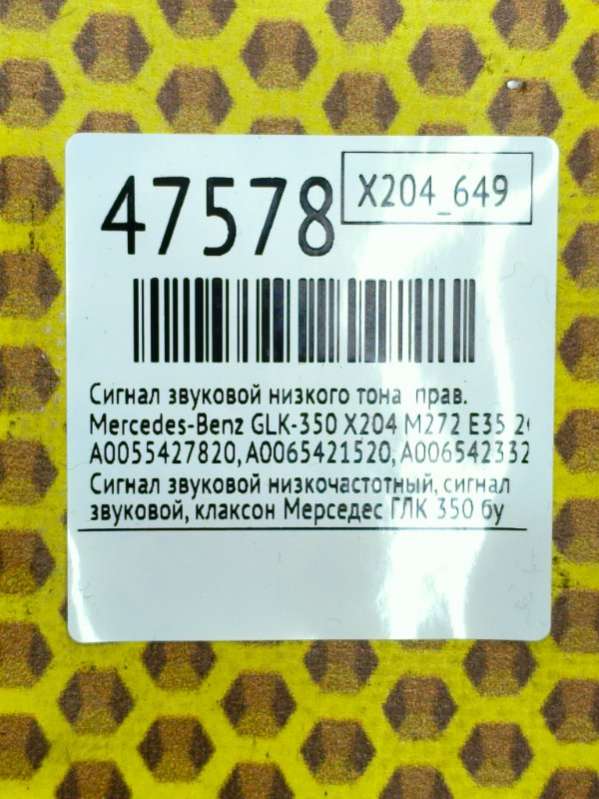 47578
X204_649
Сигнал звуковой низкого тона прав.
Mercedes-Benz GLK-350 X204 M272 E35
A0055427820, A0065421520, A006542332
Сигнал звуковой низкочастотный, сигнал
звуковой, клаксон Мерседес ГЛК 350 бу